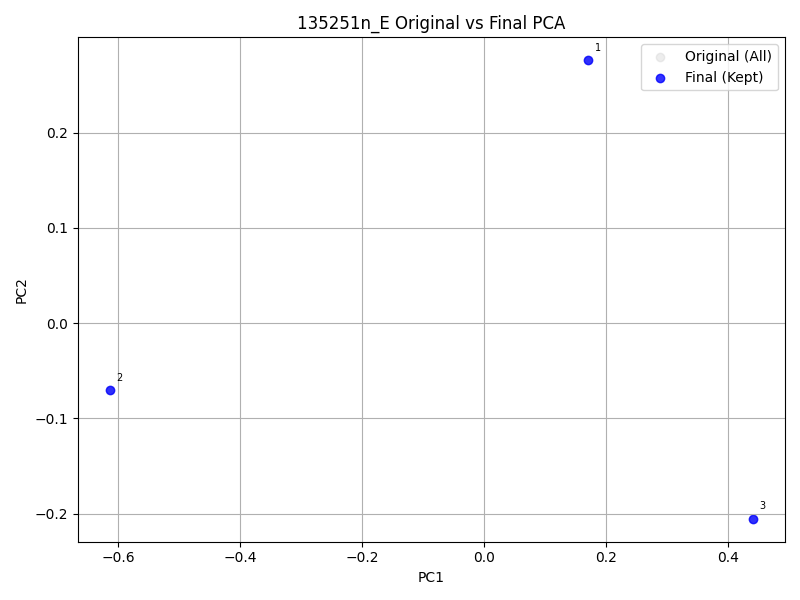 135251n_E Original vs Final PCA
1
Original (All)
Final (Kept)
0.2
0.1
0.0
−0.1
−0.2
PC2
2
3
−0.6
−0.4
−0.2
0.0
0.2
0.4
PC1